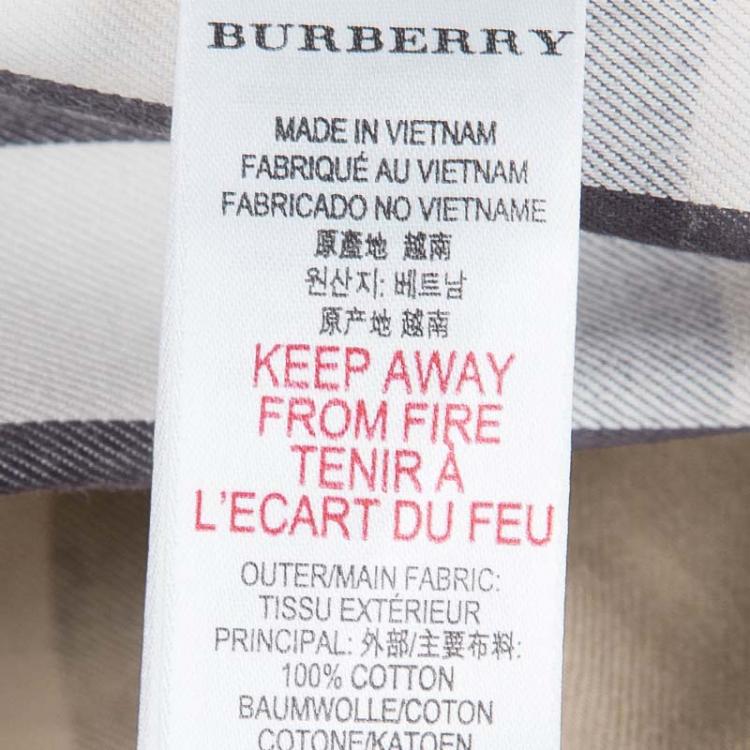 BURBERRY
MADE IN VIETNAM
FABRIQUÉ AU VIETNAM
FABRICADO NO VIETNAME
原產地 越南
원산지: 베트남
原产地 越南
KEEP AWAY
FROM FIRE
TENIR À
L'ECART DU FEU
OUTER/MAIN FABRIC:
TISSU EXTÉRIEUR
PRINCIPAL: 外部/主要布料:
100% COTTON
BAUMWOLLE/COTON
COTONE/KATOEN